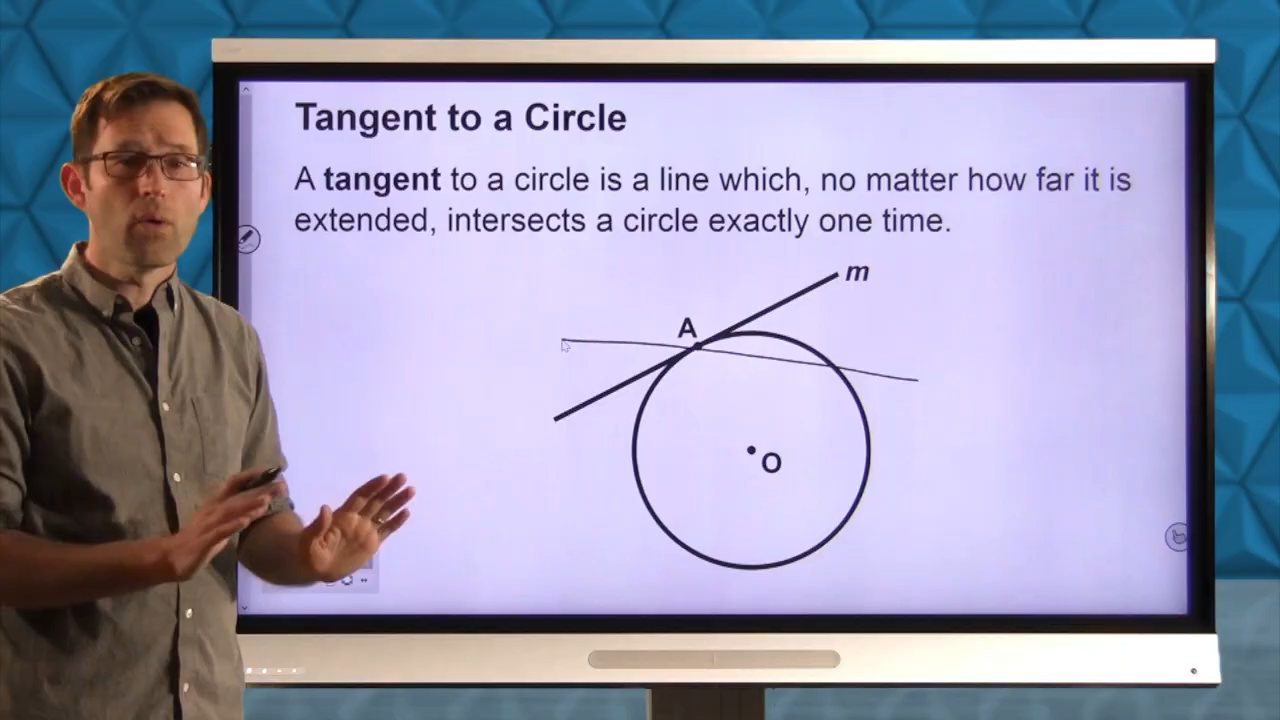 Tangent to a Circle
A tangent to a circle is a line which, no matter how far it is
extended, intersects a circle exactly one time.
m
A
O